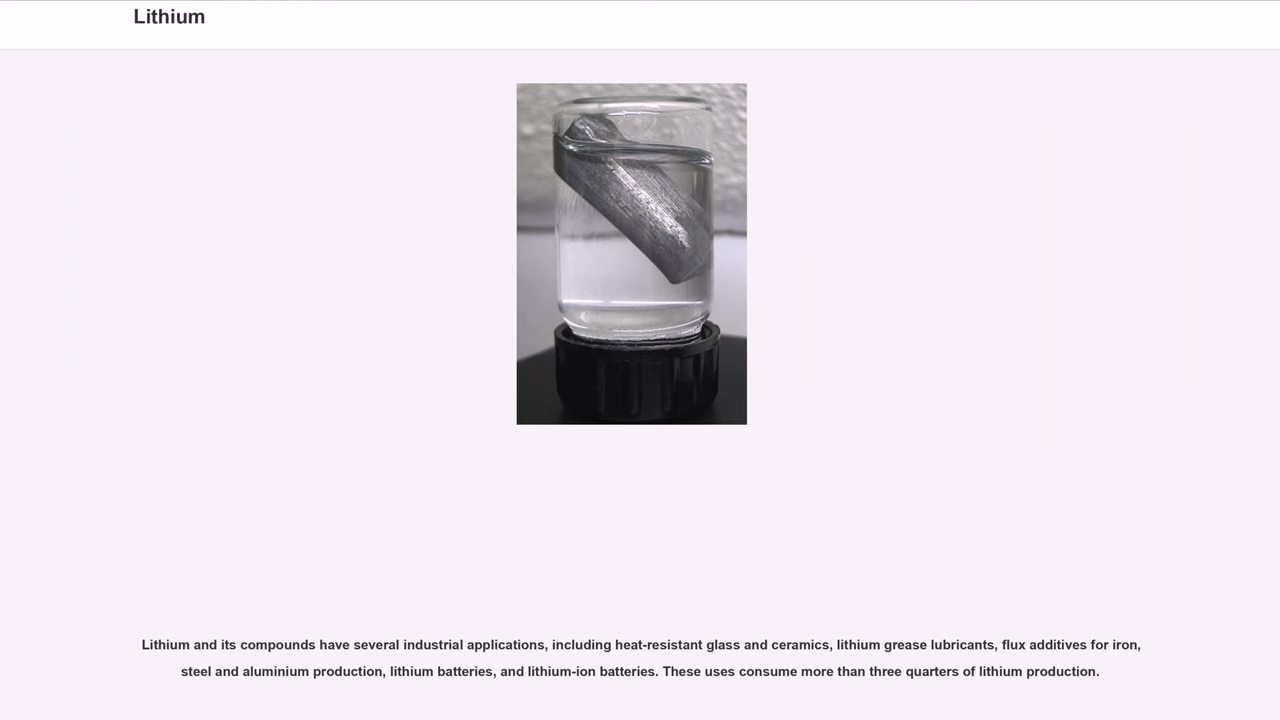 Lithium
Lithium and its compounds have several industrial applications, including heat-resistant glass and ceramics, lithium grease lubricants, flux additives for iron,
steel and aluminium production, lithium batteries, and lithium-ion batteries. These uses consume more than three quarters of lithium production.